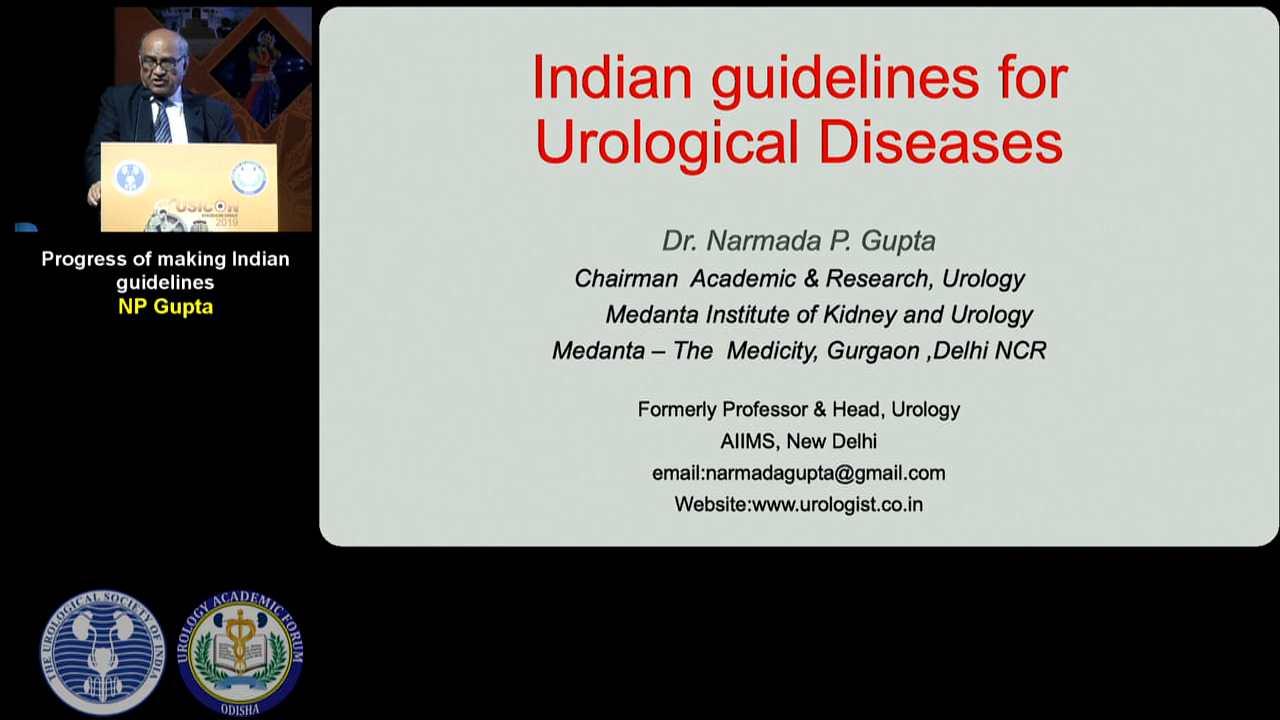 USICON
2019
Progress of making Indian
guidelines
NP Gupta
Indian guidelines for
Urological Diseases
Dr. Narmada P. Gupta
Chairman Academic & Research, Urology
Medanta Institute of Kidney and Urology
Medanta – The Medicity, Gurgaon ,Delhi NCR
Formerly Professor & Head, Urology
AIIMS, New Delhi
email:narmadagupta@gmail.com
Website:www.urologist.co.in
THE UROLOGICAL SOCIETY OF INDIA
UROLOGY ACADEMIC FORUM
ODISHA